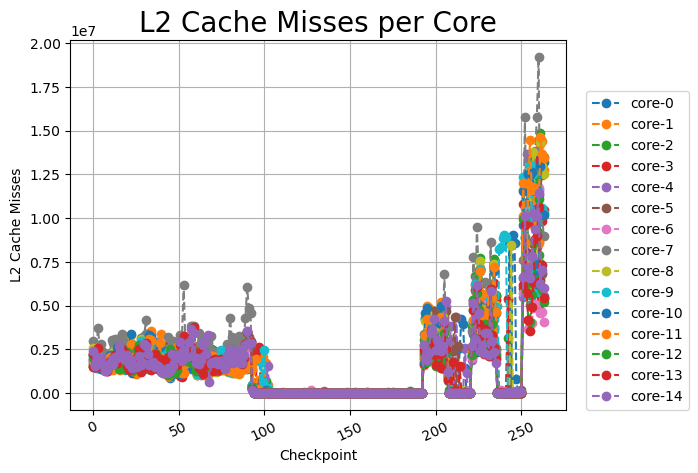 L2 Cache Misses per Core
1e7
2.00
1.75
1.50
1.25
1.00
0.75
0.50
0.25
0.00
L2 Cache Misses
0
50
100
150
200
250
Checkpoint
core-0
core-1
core-2
core-3
core-4
core-5
core-6
core-7
core-8
core-9
core-10
core-11
core-12
core-13
core-14